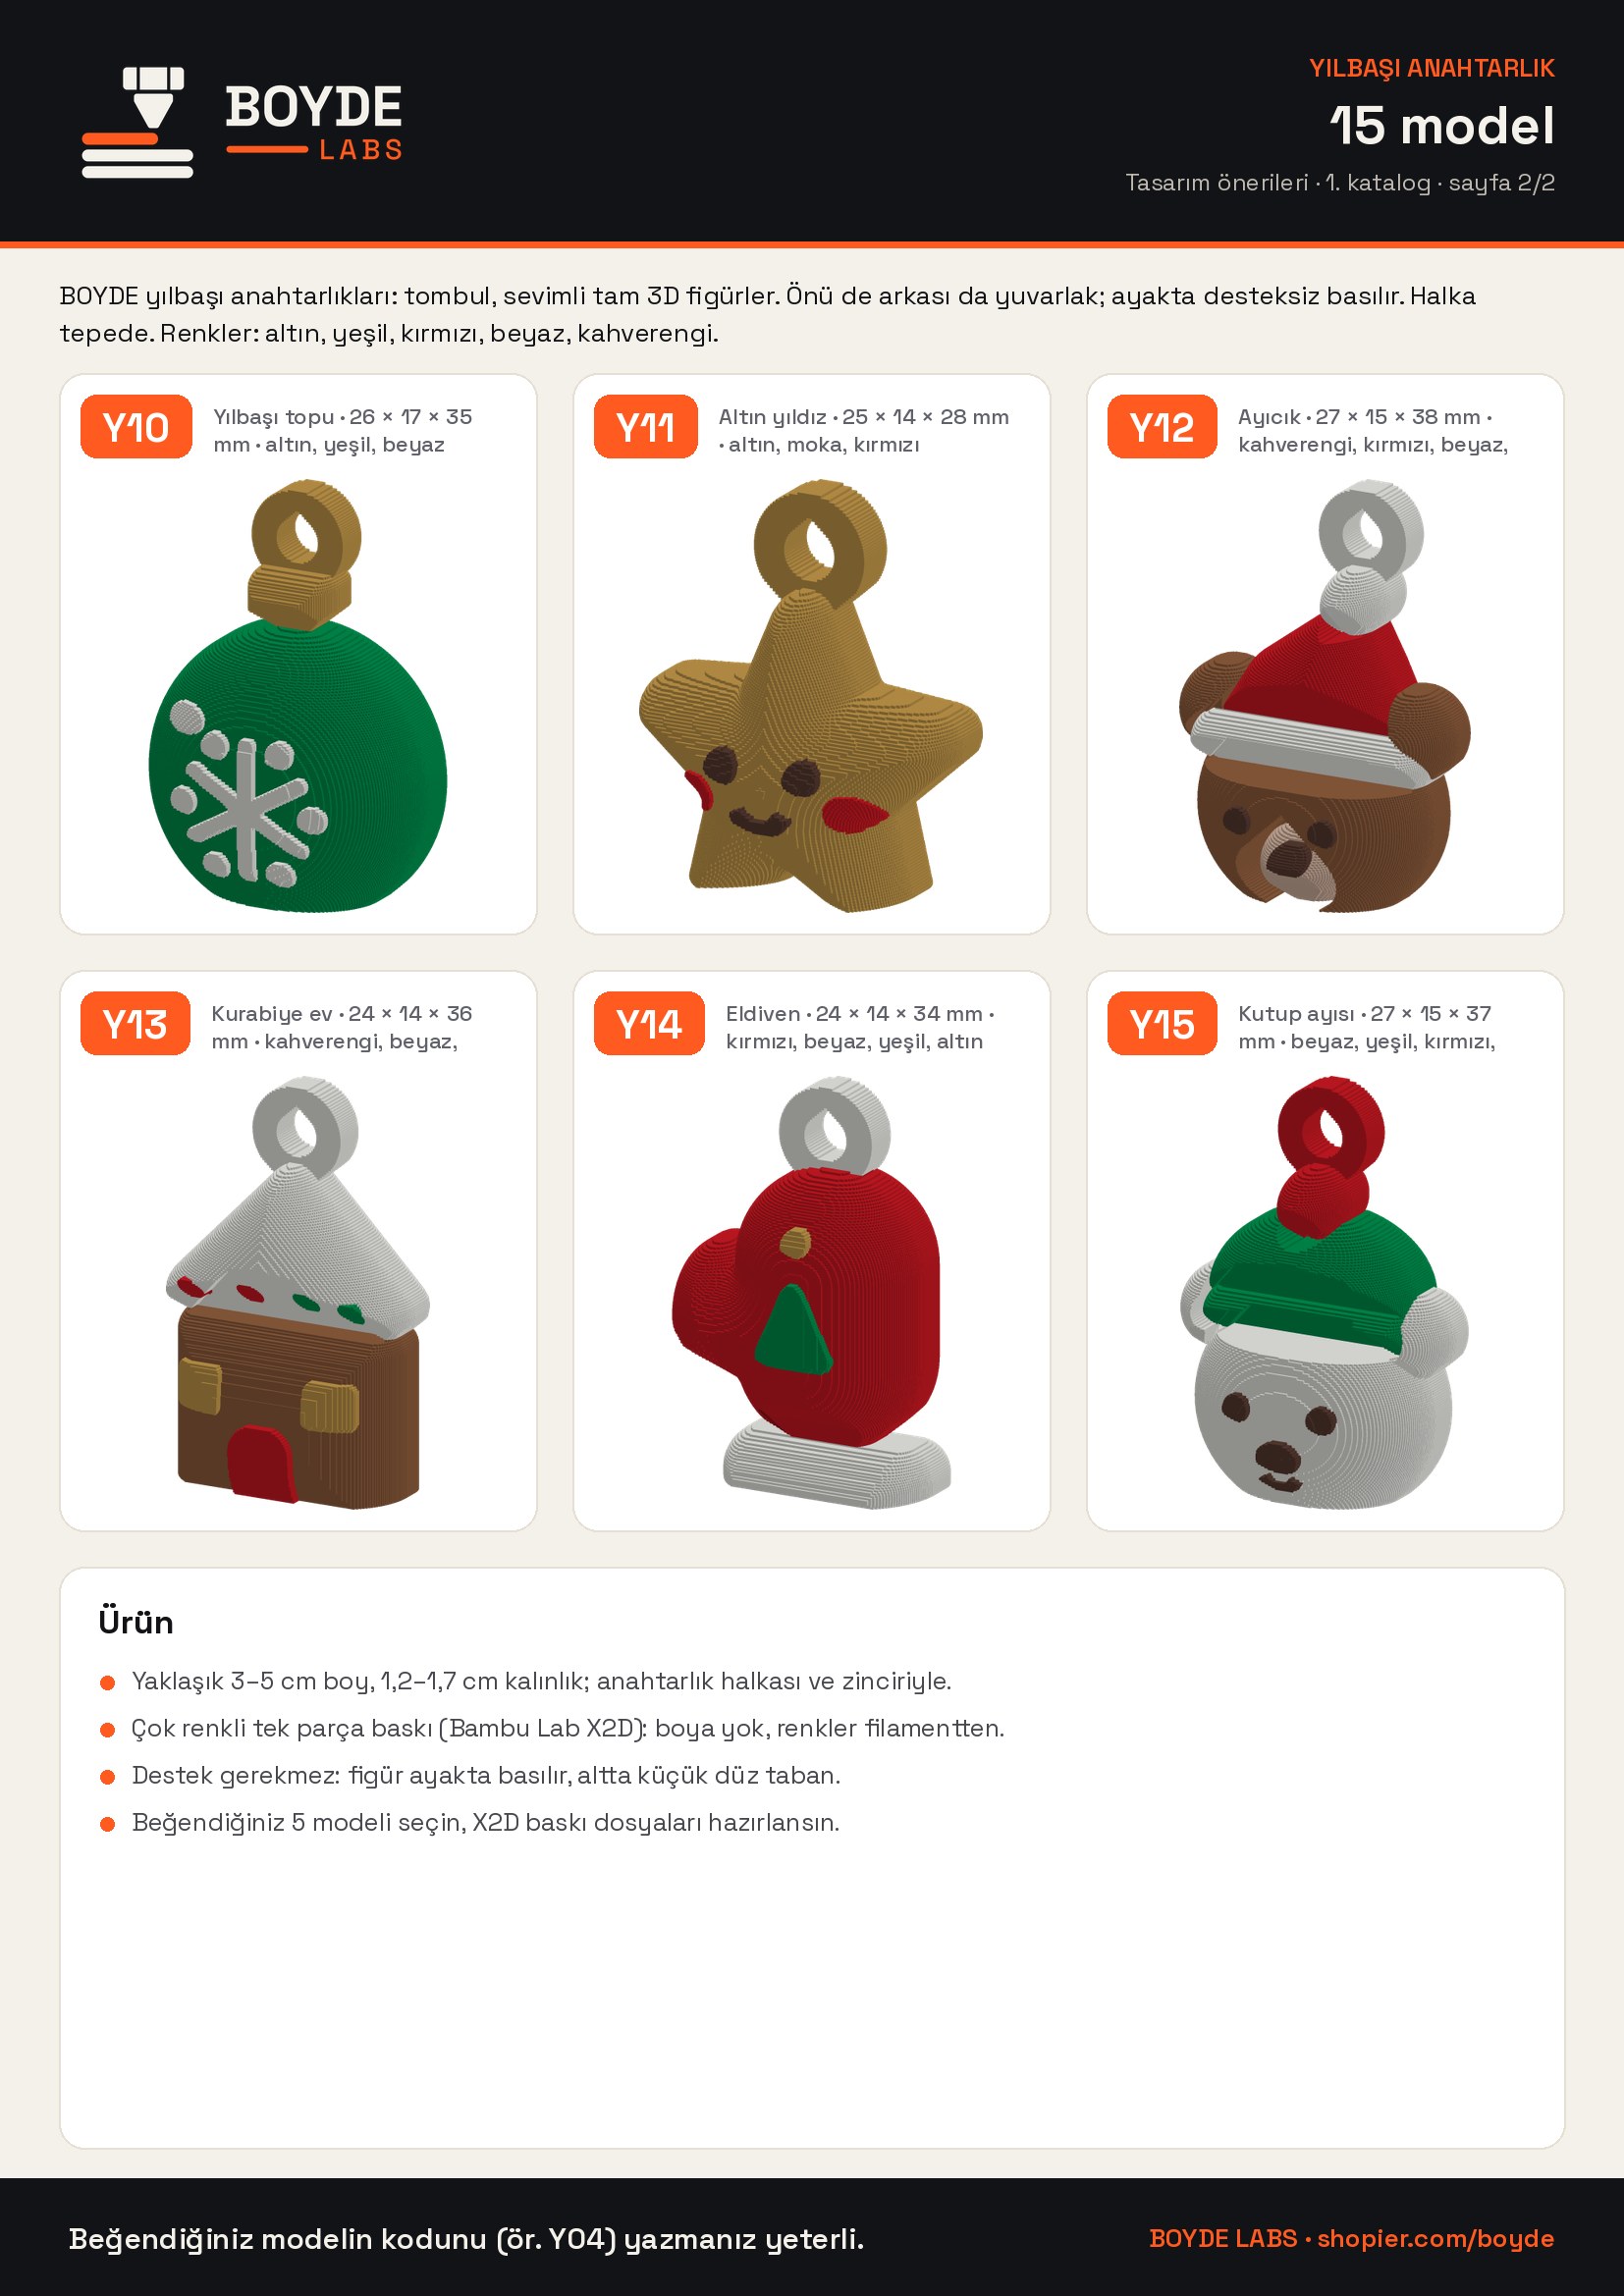 BOYDE
LABS
YILBAŞI ANAHTARLIK
15 model
Tasarım önerileri · 1. katalog · sayfa 2/2
BOYDE yılbaşı anahtarlıkları: tombul, sevimli tam 3D figürler. Önü de arkası da yuvarlak; ayakta desteksiz basılır. Halka
tepede. Renkler: altın, yeşil, kırmızı, beyaz, kahverengi.
Y10
Yılbaşı topu · 26 × 17 × 35
mm · altın, yeşil, beyaz
Y11
Altın yıldız · 25 × 14 × 28 mm
· altın, moka, kırmızı
Y12
Ayıcık · 27 × 15 × 38 mm ·
kahverengi, kırmızı, beyaz,
Y13
Kurabiye ev · 24 × 14 × 36
mm · kahverengi, beyaz,
Y14
Eldiven · 24 × 14 × 34 mm ·
kırmızı, beyaz, yeşil, altın
Y15
Kutup ayısı · 27 × 15 × 37
mm · beyaz, yeşil, kırmızı,
Ürün
Yaklaşık 3–5 cm boy, 1,2–1,7 cm kalınlık; anahtarlık halkası ve zinciriyle.
Çok renkli tek parça baskı (Bambu Lab X2D): boya yok, renkler filamentten.
Destek gerekmez: figür ayakta basılır, altta küçük düz taban.
Beğendiğiniz 5 modeli seçin, X2D baskı dosyaları hazırlansın.
Beğendiğiniz modelin kodunu (ör. Y04) yazmanız yeterli.
BOYDE LABS · shopier.com/boyde